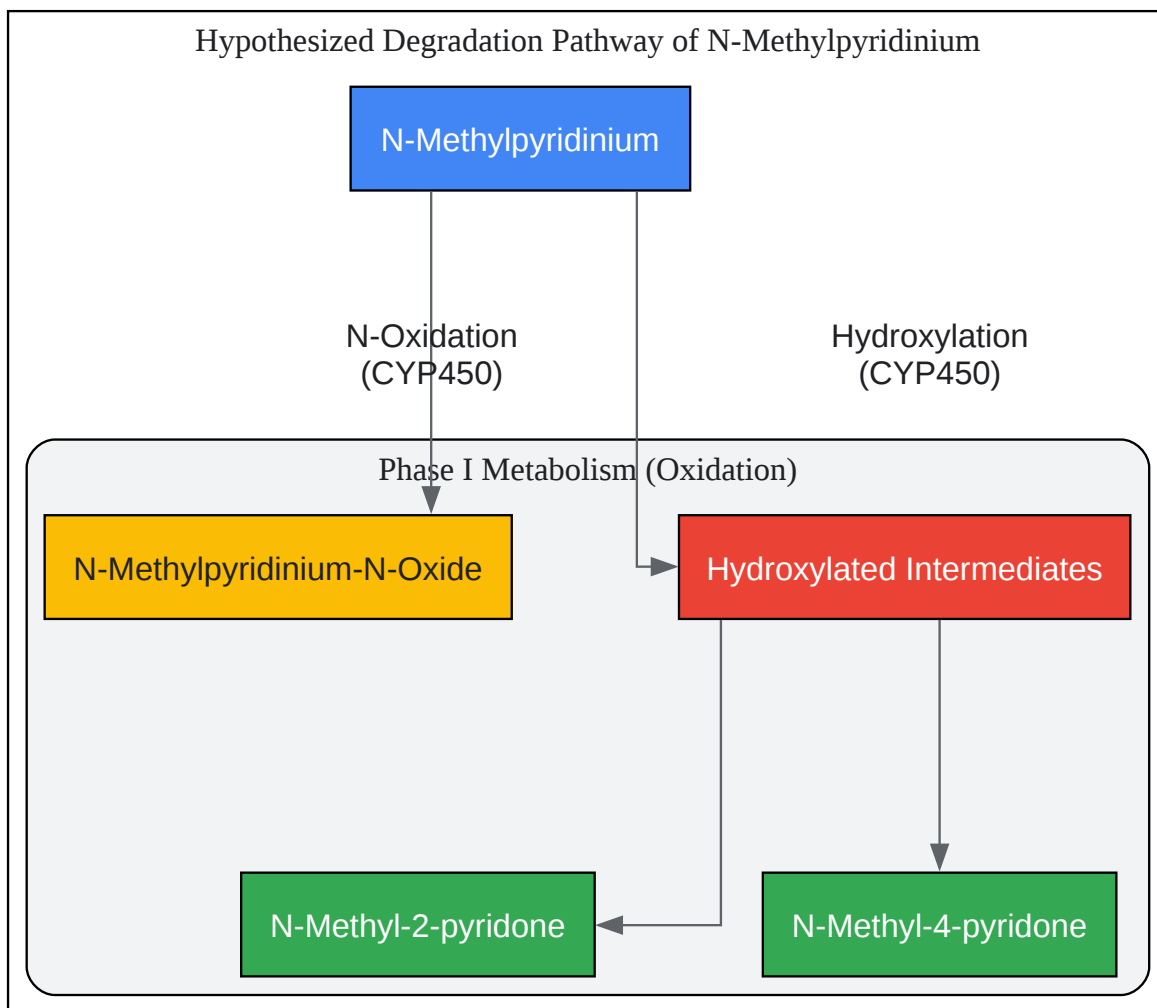 Hypothesized Degradation Pathway of N-Methylpyridinium
N-Methylpyridinium
N-Oxidation
(CYP450)
Hydroxylation
(CYP450)
Phase I Metabolism (Oxidation)
N-Methylpyridinium-N-Oxide
Hydroxylated Intermediates
N-Methyl-2-pyridone
N-Methyl-4-pyridone